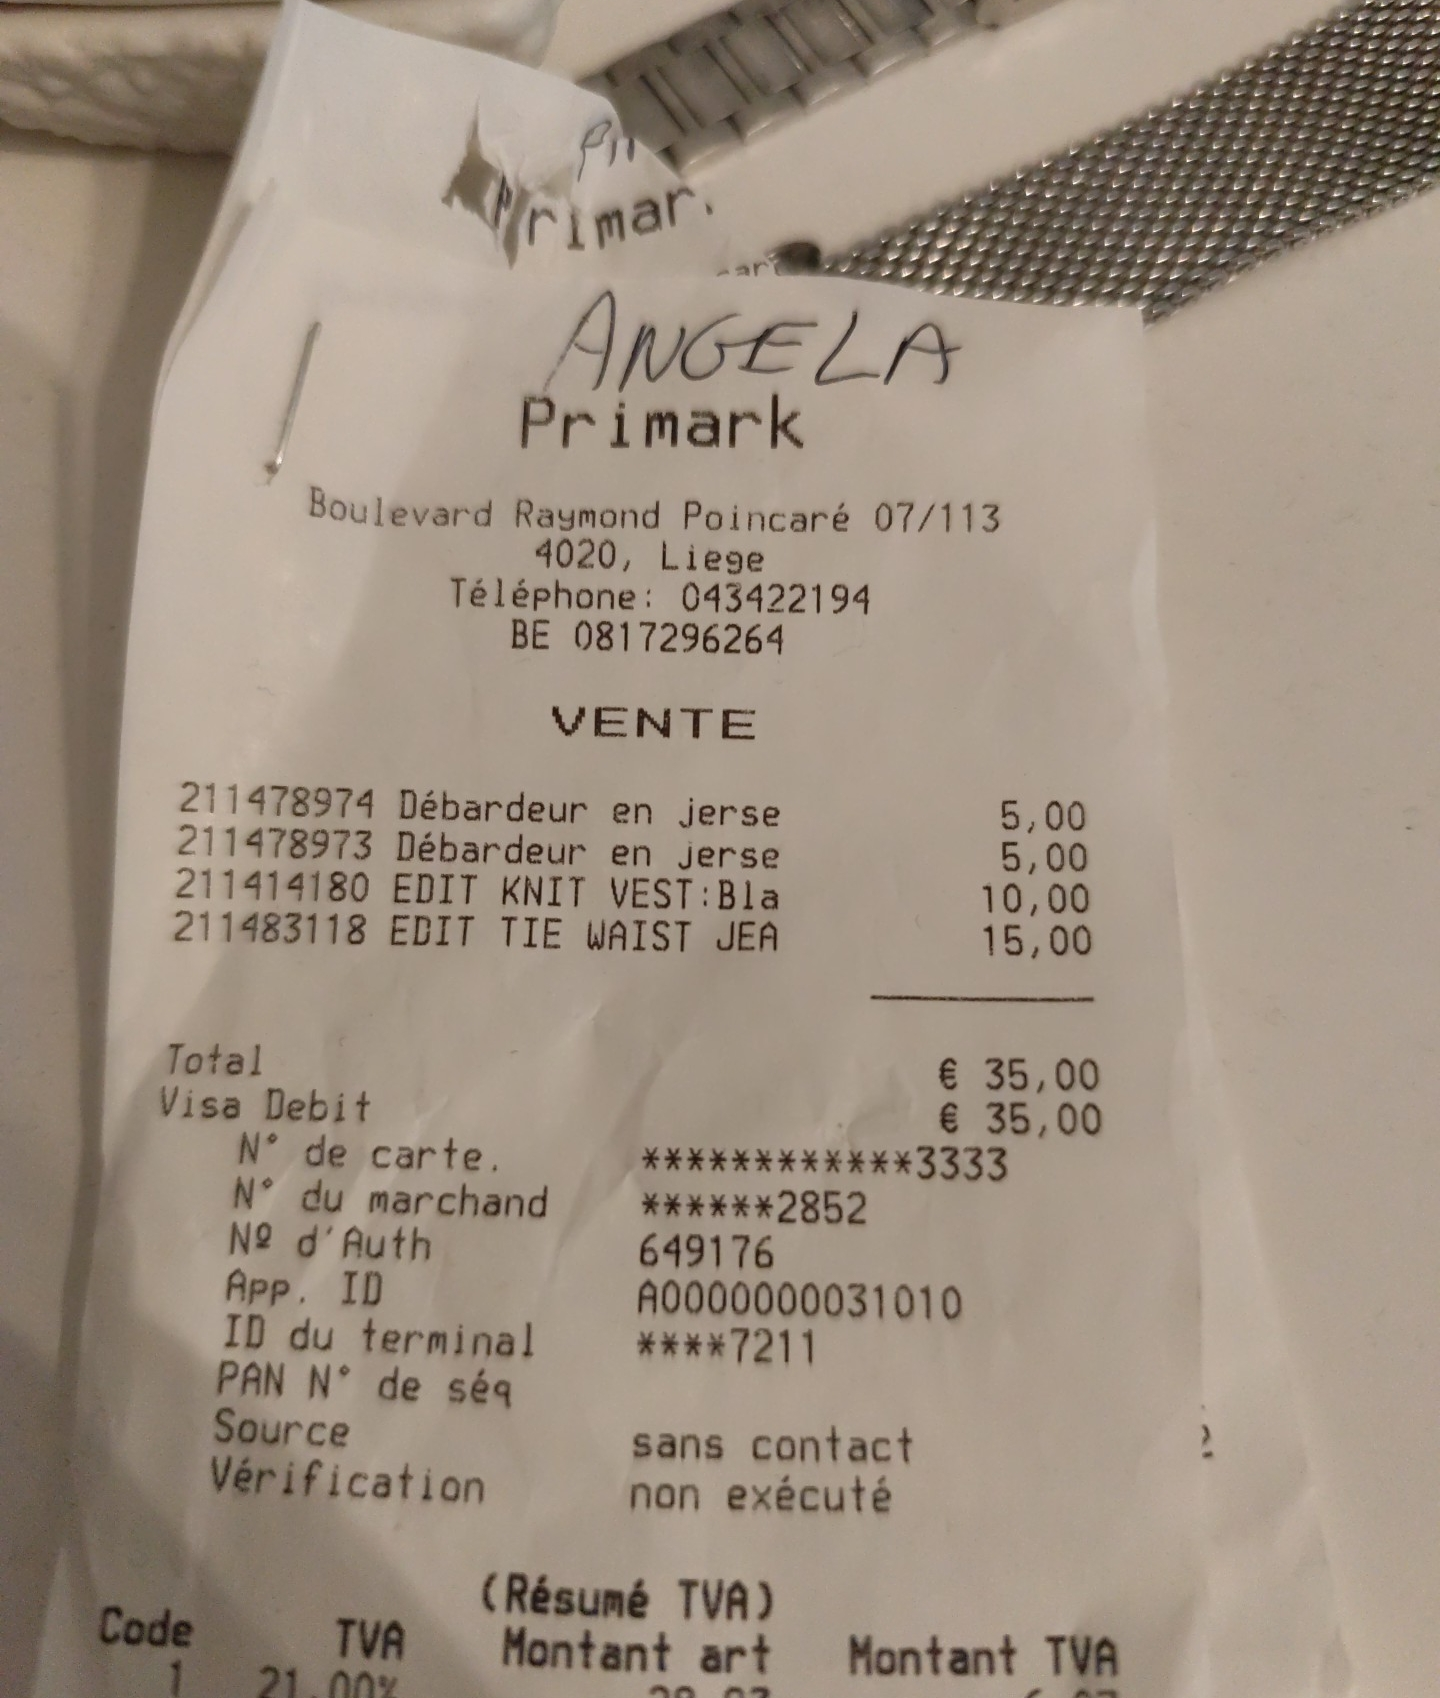 Primar
ANGELA
Primark
Boulevard Raymond Poincaré 07/113
4020, Liege
Téléphone: 043422194
BE 0817296264
VENTE
211478974 Débardeur en jerse 5,00
211478973 Débardeur en jerse 5,00
211414180 EDIT KNIT VEST:Bla 10,00
211483118 EDIT TIE WAIST JEA 15,00
Total € 35,00
Visa Debit € 35,00
N° de carte. ************3333
N° du marchand ******2852
Nº d'Auth 649176
App. ID A0000000031010
ID du terminal ****7211
PAN N° de séq
Source sans contact
Vérification non exécuté
(Résumé TVA)
Code TVA Montant art Montant TVA
1 21.00%